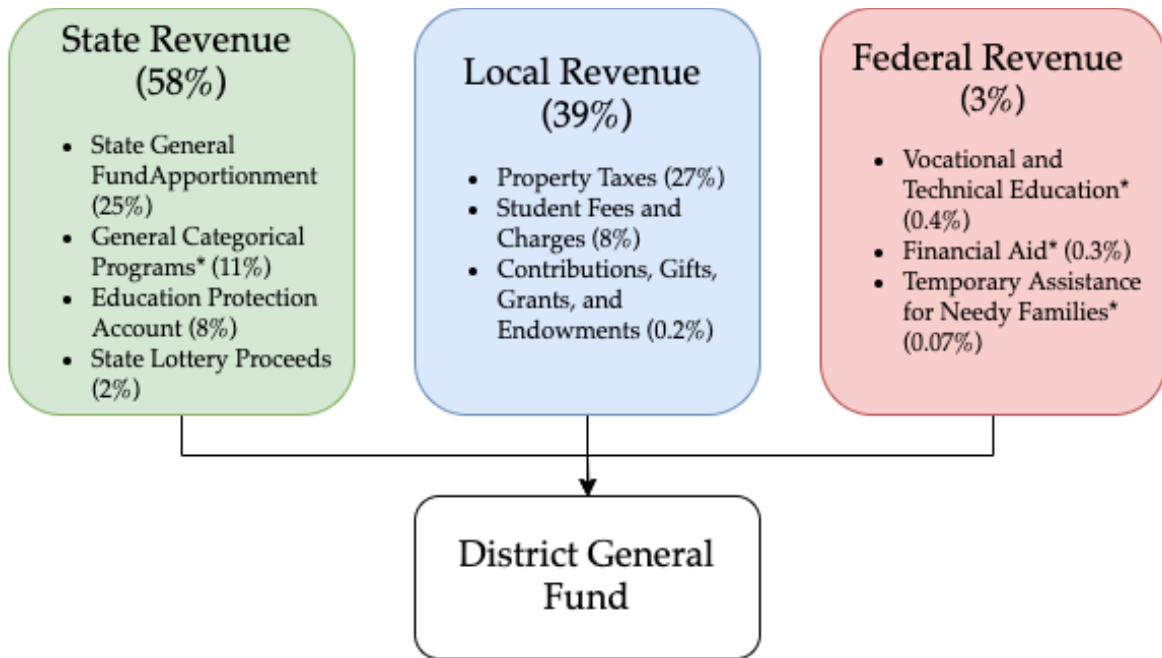 State Revenue
(58%)
• State General
FundApportionment
(25%)
• General Categorical
Programs* (11%)
• Education Protection
Account (8%)
• State Lottery Proceeds
(2%)
Local Revenue
(39%)
• Property Taxes (27%)
• Student Fees and
Charges (8%)
• Contributions, Gifts,
Grants, and
Endowments (0.2%)
Federal Revenue
(3%)
• Vocational and
Technical Education*
(0.4%)
• Financial Aid* (0.3%)
• Temporary Assistance
for Needy Families*
(0.07%)
District General
Fund